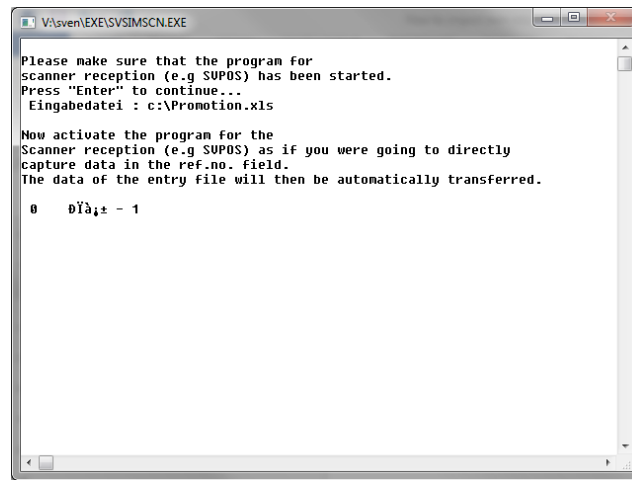 V:\sven\EXE\SVSIMSCN.EXE
Please make sure that the program for
scanner reception (e.g SVPOS) has been started.
Press "Enter" to continue...
Eingabedatei : c:\Promotion.xls
Now activate the program for the
Scanner reception (e.g SVPOS) as if you were going to directly
capture data in the ref.no. field.
The data of the entry file will then be automatically transferred.
0 ÐÏà¡± - 1